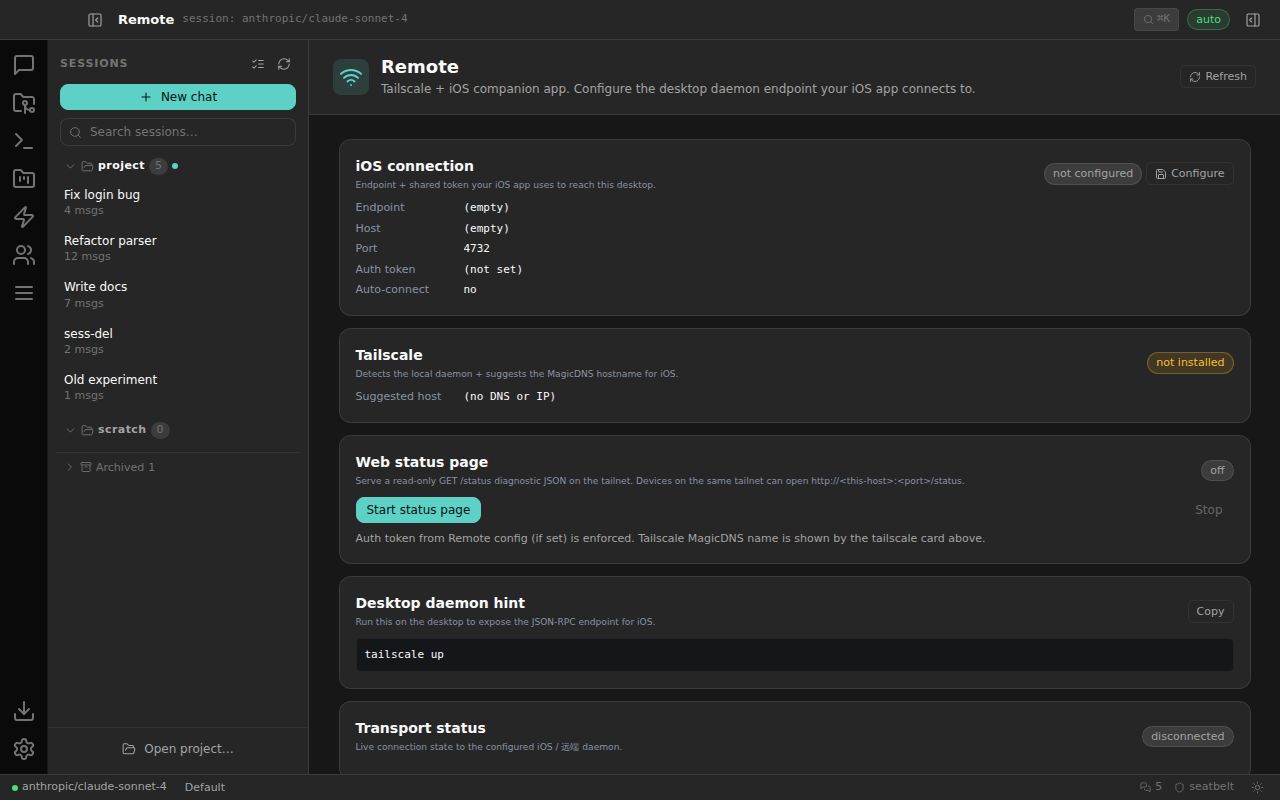 Remote session: anthropic/claude-sonnet-4
⌘K
auto
SESSIONS
New chat
Search sessions…
project 5
Fix login bug
4 msgs
Refactor parser
12 msgs
Write docs
7 msgs
sess-del
2 msgs
Old experiment
1 msgs
scratch 0
Archived 1
Open project…
Remote
Tailscale + iOS companion app. Configure the desktop daemon endpoint your iOS app connects to.
Refresh
iOS connection
Endpoint + shared token your iOS app uses to reach this desktop.
not configured
Configure
Endpoint (empty)
Host (empty)
Port 4732
Auth token (not set)
Auto-connect no
Tailscale
Detects the local daemon + suggests the MagicDNS hostname for iOS.
not installed
Suggested host (no DNS or IP)
Web status page
Serve a read-only GET /status diagnostic JSON on the tailnet. Devices on the same tailnet can open http://<this-host>:<port>/status.
off
Start status page
Stop
Auth token from Remote config (if set) is enforced. Tailscale MagicDNS name is shown by the tailscale card above.
Desktop daemon hint
Run this on the desktop to expose the JSON-RPC endpoint for iOS.
Copy
tailscale up
Transport status
Live connection state to the configured iOS / 远端 daemon.
disconnected
anthropic/claude-sonnet-4
Default
5
seatbelt